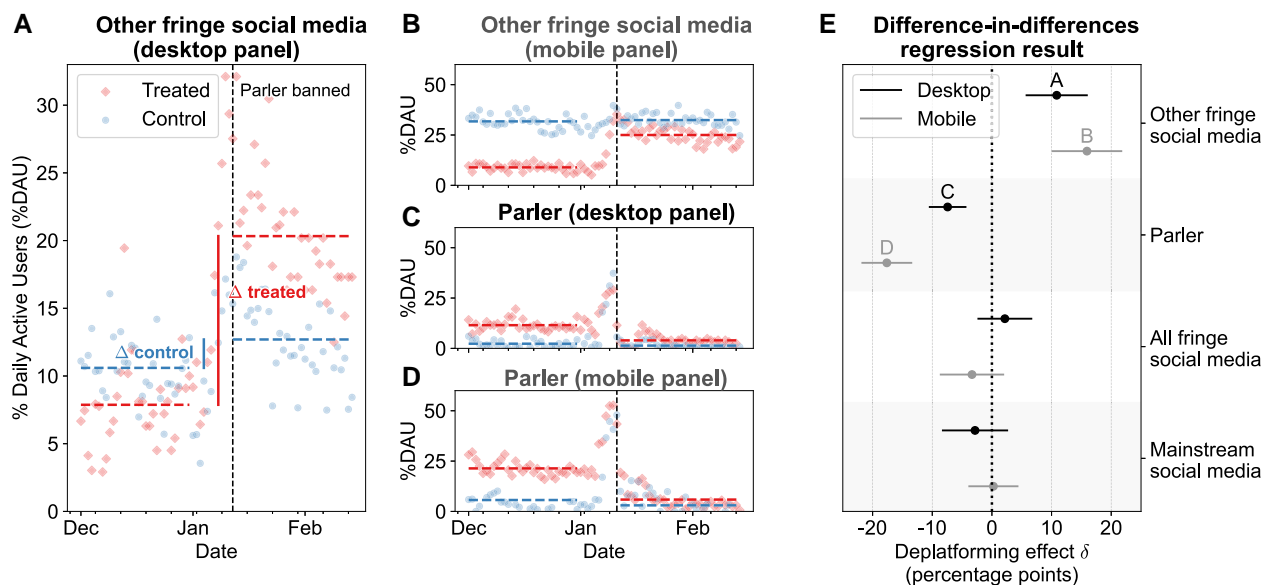 A
Other fringe social media
(desktop panel)
Treated
Control
Parler banned
Δ treated
Δ control
% Daily Active Users (%DAU)
30
25
20
15
10
5
0
Dec
Jan
Feb
Date
B
Other fringe social media
(mobile panel)
%DAU
50
25
0
C
Parler (desktop panel)
%DAU
50
25
0
D
Parler (mobile panel)
%DAU
50
25
0
Dec
Jan
Feb
Date
E
Difference-in-differences
regression result
Desktop
Mobile
A
B
C
D
Other fringe
social media
Parler
All fringe
social media
Mainstream
social media
-20
-10
0
10
20
Deplatforming effect δ
(percentage points)